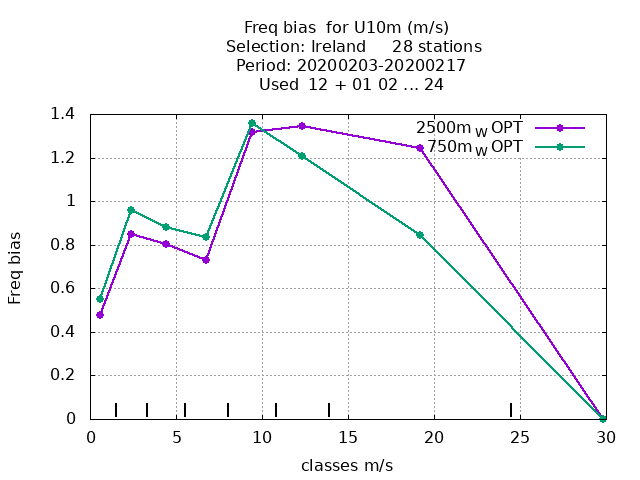 Freq bias  for U10m (m/s)
Selection: Ireland     28 stations
Period: 20200203-20200217
Used  12 + 01 02 ... 24
1.4
1.2
1
0.8
0.6
0.4
0.2
0
Freq bias
2500m W OPT
750m W OPT
0 5 10 15 20 25 30
classes m/s